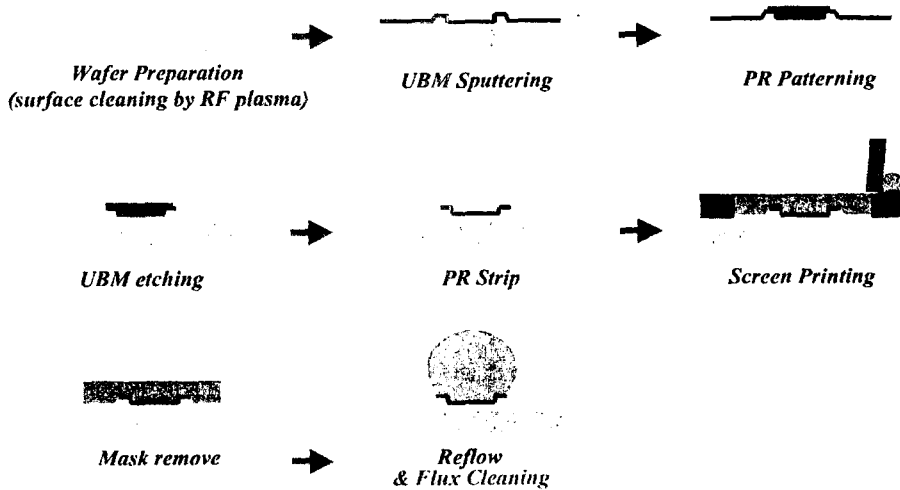 Wafer Preparation
(surface cleaning by RF plasma)
UBM Sputtering
PR Patterning
UBM etching
PR Strip
Screen Printing
Mask remove
Reflow
& Flux Cleaning